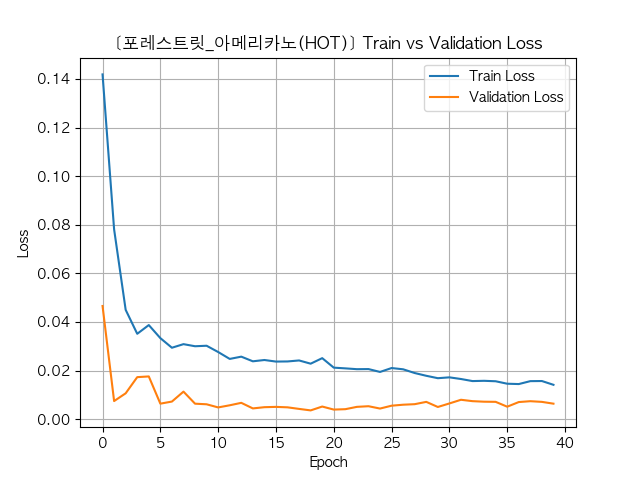 [포레스트릿_아메리카노(HOT)] Train vs Validation Loss
Train Loss
Validation Loss
0.14
0.12
0.10
0.08
0.06
0.04
0.02
0.00
Loss
0 5 10 15 20 25 30 35 40
Epoch